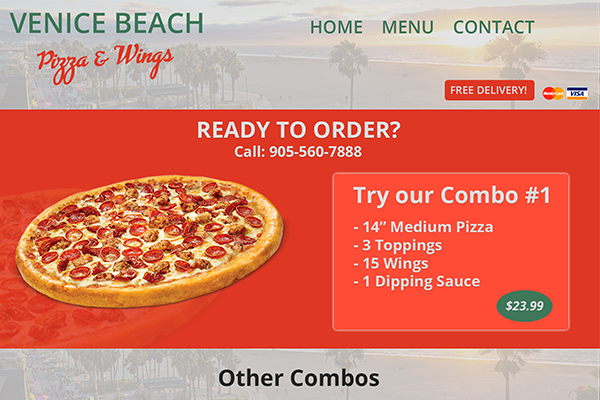 VENICE BEACH
Pizza & Wings
HOME MENU CONTACT
FREE DELIVERY!
MasterCard VISA
READY TO ORDER?
Call: 905-560-7888
Try our Combo #1
- 14” Medium Pizza
- 3 Toppings
- 15 Wings
- 1 Dipping Sauce
$23.99
Other Combos